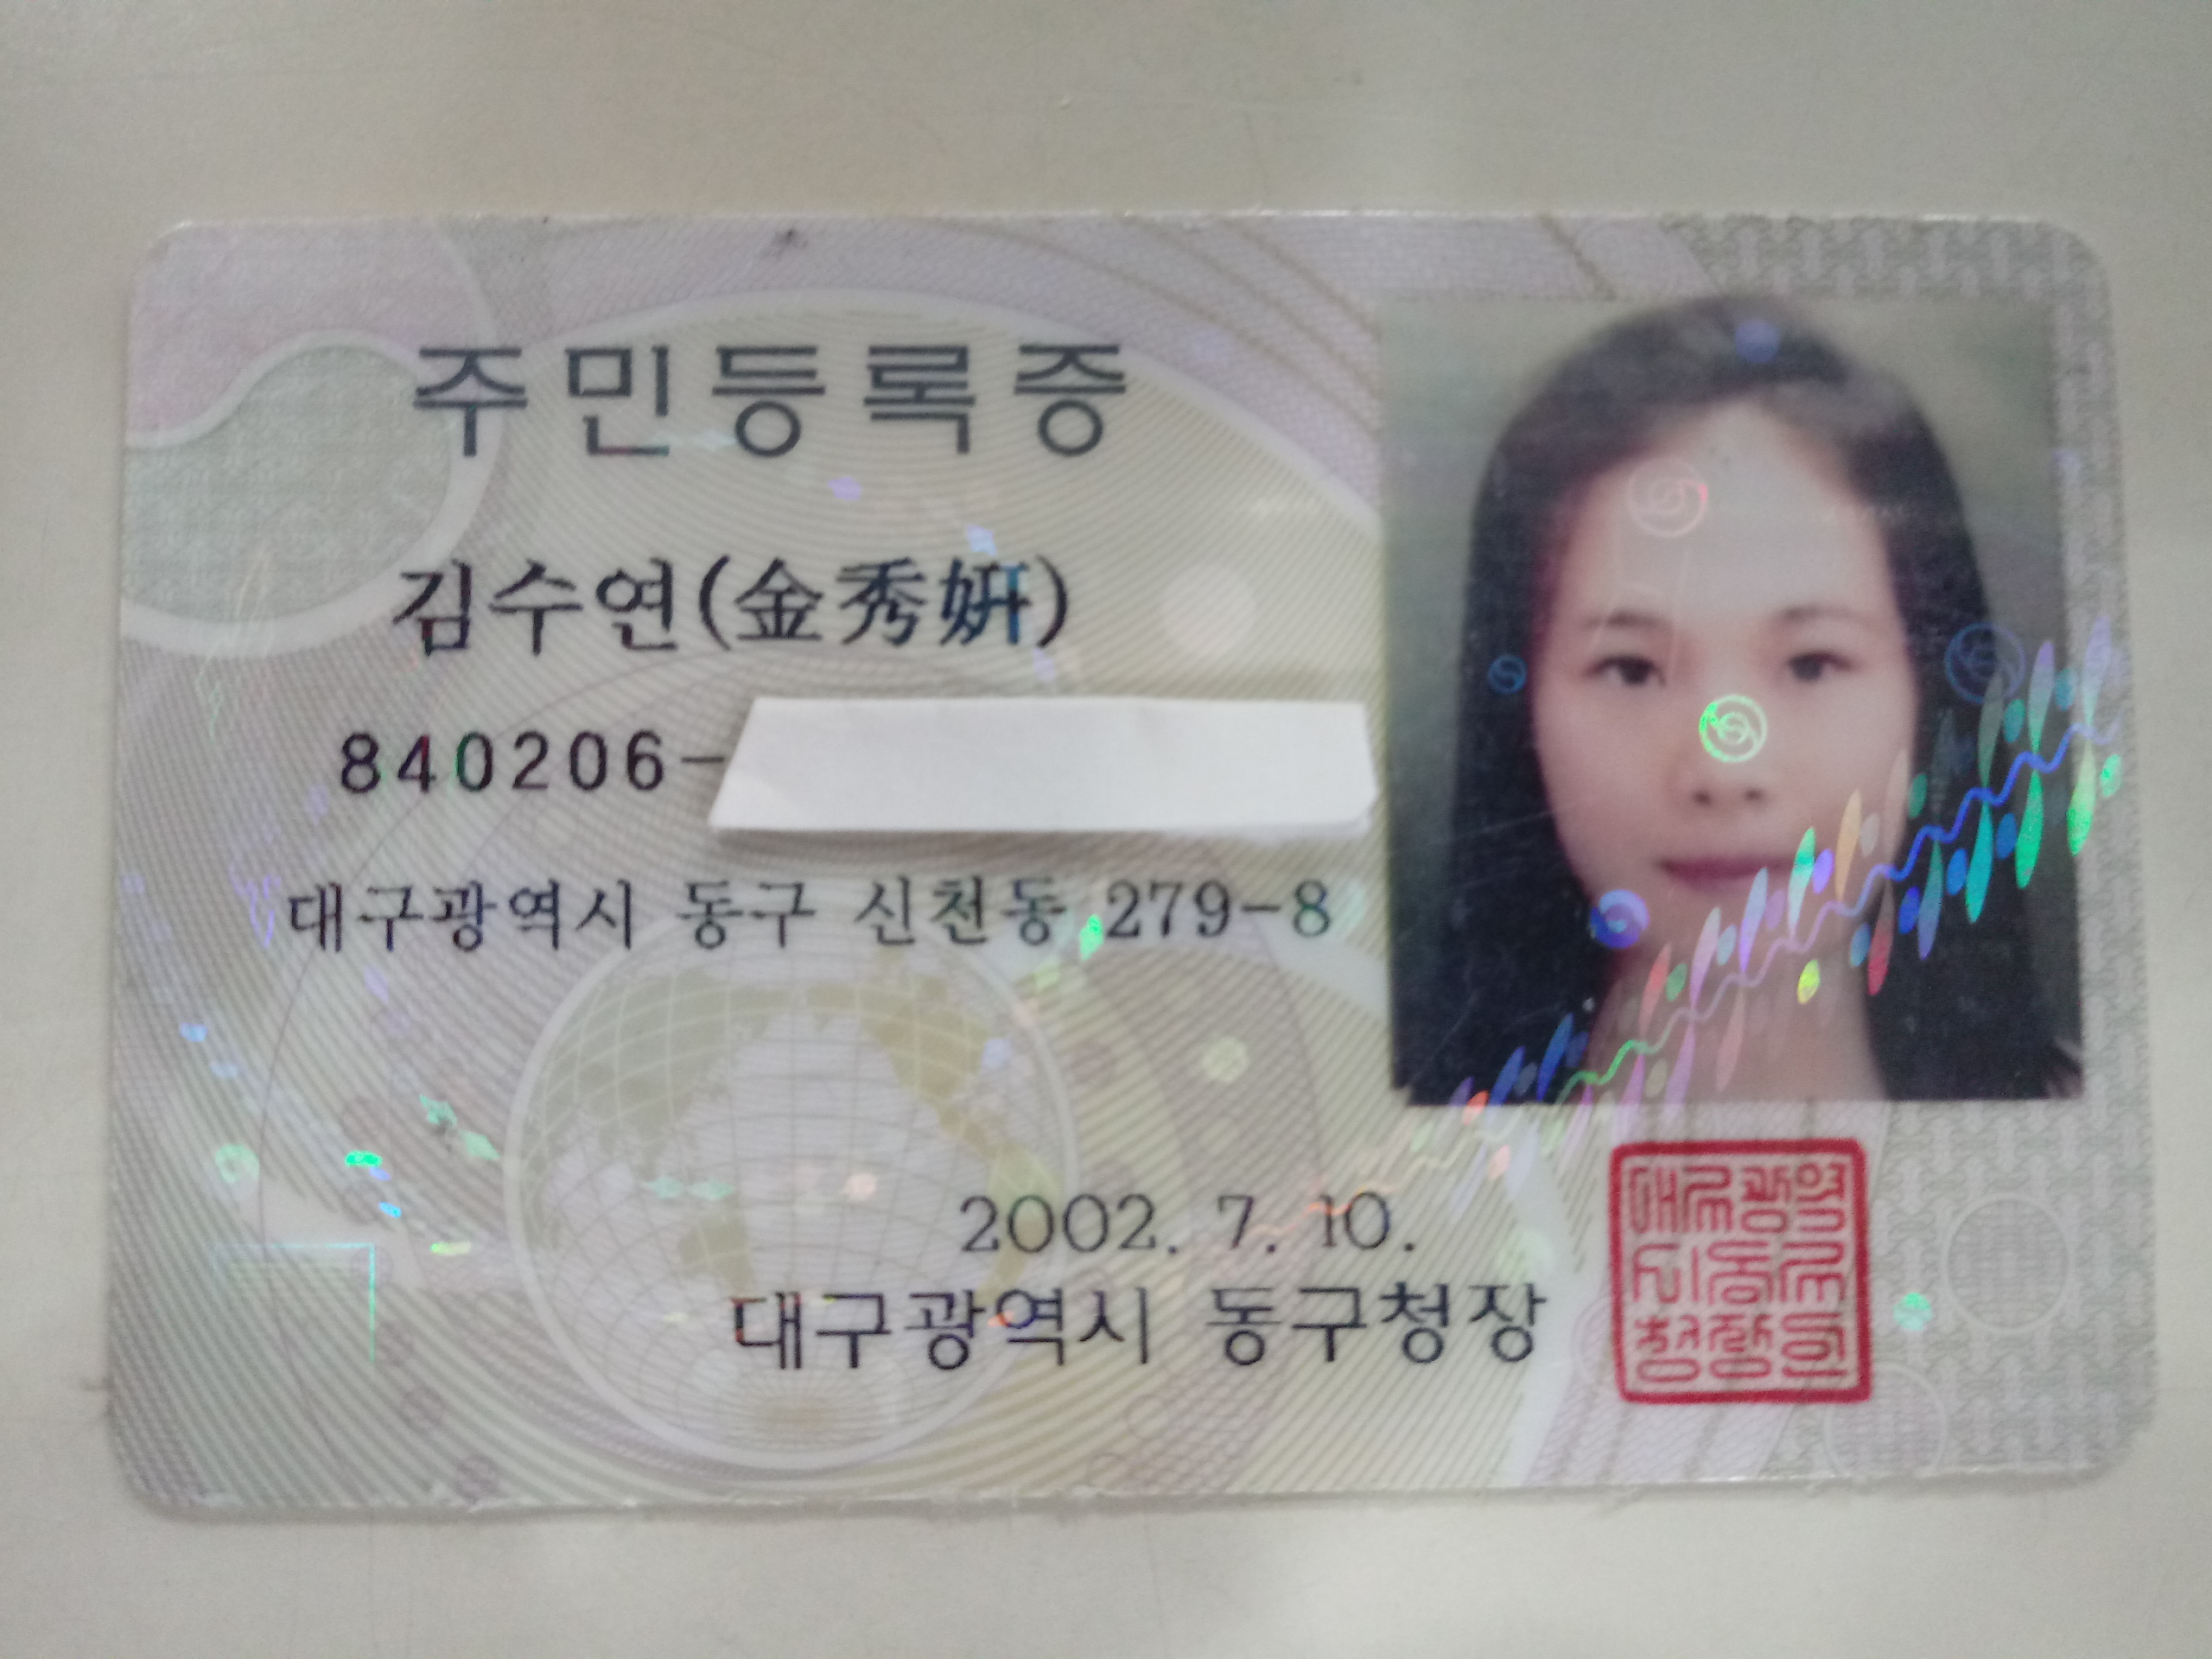 주민등록증
김수연(金秀姸)
840206-
대구광역시 동구 신천동 279-8
2002. 7. 10.
대구광역시 동구청장